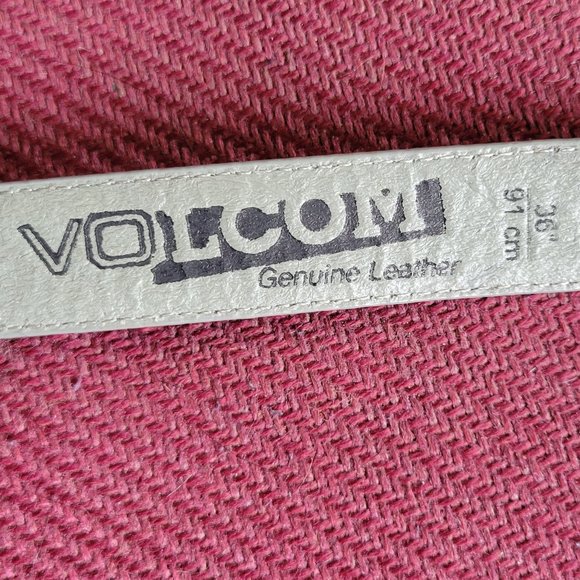 VOLCOM
Genuine Leather
36"
91 cm